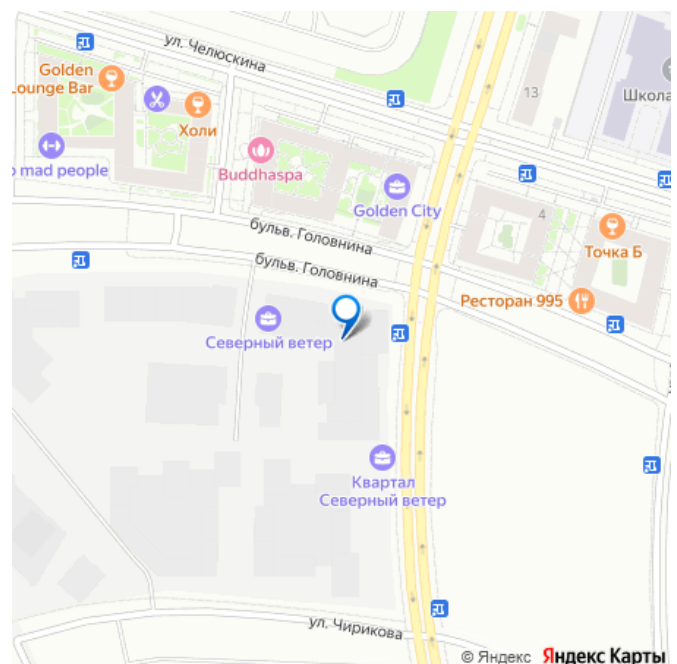 ул. Челюскина
Golden
Lounge Bar
Холи
13
Школа
mad people
Buddhaspa
Golden City
4
Точка Б
бульв. Головнина
бульв. Головнина
Ресторан 995
Северный ветер
Квартал
Северный ветер
ул. Чирикова
© Яндекс Яндекс Карты